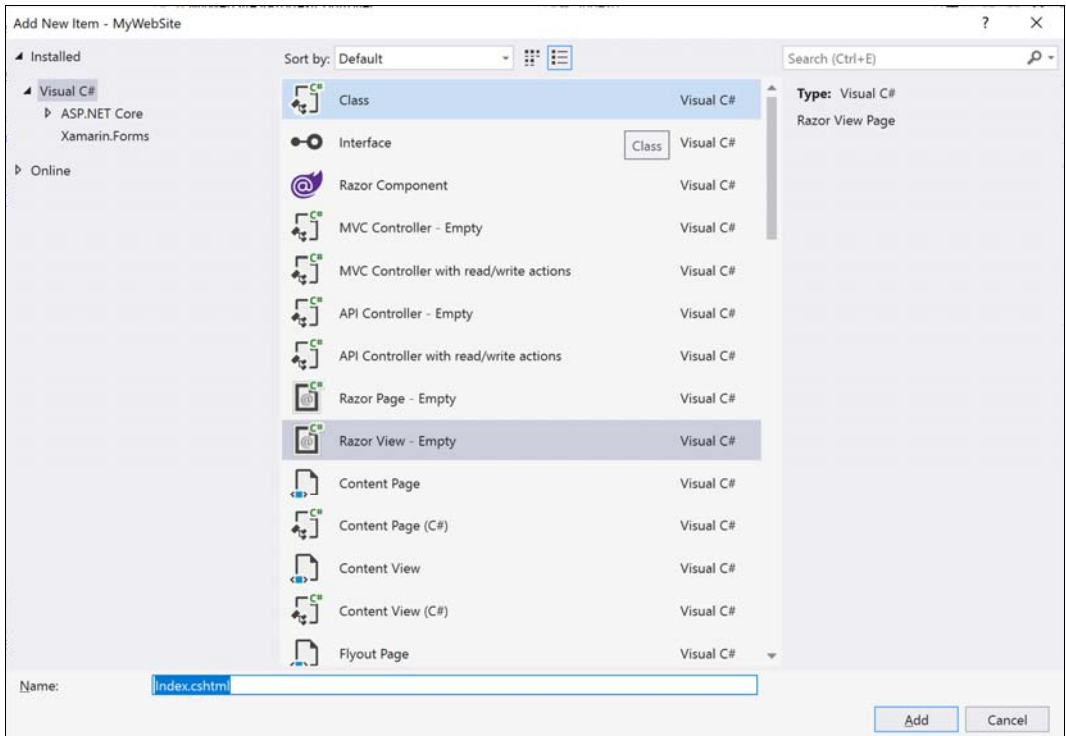 Add New Item - MyWebSite ? ×
Installed
Sort by: Default
Search (Ctrl+E)
Visual C#
ASP.NET Core
Xamarin.Forms
Online
Class Visual C#
Interface Visual C#
Class
Razor Component Visual C#
MVC Controller - Empty Visual C#
MVC Controller with read/write actions Visual C#
API Controller - Empty Visual C#
API Controller with read/write actions Visual C#
Razor Page - Empty Visual C#
Razor View - Empty Visual C#
Content Page Visual C#
Content Page (C#) Visual C#
Content View Visual C#
Content View (C#) Visual C#
Flyout Page Visual C#
Type: Visual C#
Razor View Page
Name: Index.cshtml
Add Cancel